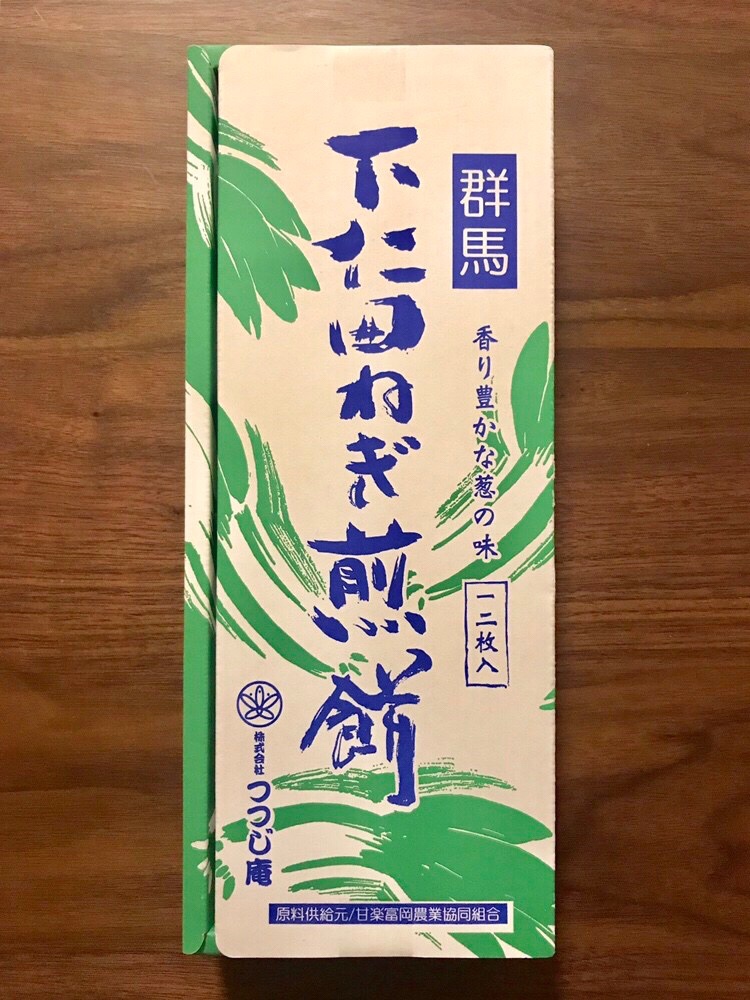 群馬
香り豊かな葱の味
一二枚入
下仁田ねぎ煎餅
株式会社 つつじ庵
原料供給元/甘楽富岡農業協同組合